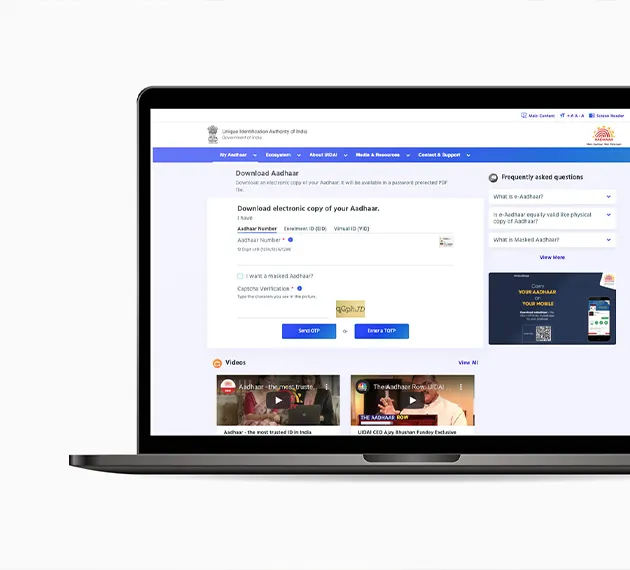 Main Content
+A A -A
Screen Reader
Unique Identification Authority of India
Government of India
AADHAAR
My Aadhaar
Ecosystem
About UIDAI
Media & Resources
Contact & Support
Download Aadhaar
Download an electronic copy of your Aadhaar. It will be available in a password protected PDF
file.
Download electronic copy of your Aadhaar.
I have
Aadhaar Number
Enrolment ID (EID)
Virtual ID (VID)
Aadhaar Number *
I want a masked Aadhaar?
Captcha Verification *
Type the characters you see in the picture.
Send OTP
Or
Enter a TOTP
Frequently asked questions
What is e-Aadhaar?
Is e-Aadhaar equally valid like physical
copy of Aadhaar?
What is Masked Aadhaar?
View More
Carry
YOUR AADHAAR
on
YOUR MOBILE
Videos
View All
Aadhaar - the most truste...
Aadhaar - the most trusted ID in India
The Aadhaar Row, UIDAI ...
THE AADHAAR ROW
UIDAI CEO Ajay Bhushan Pandey Exclusive